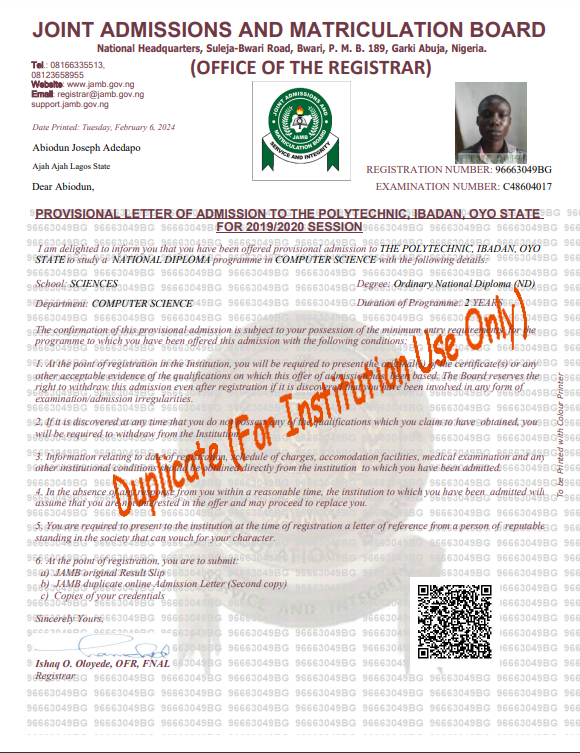 JOINT ADMISSIONS AND MATRICULATION BOARD
National Headquarters, Suleja-Bwari Road, Bwari, P. M. B. 189, Garki Abuja, Nigeria.
(OFFICE OF THE REGISTRAR)
Tel.: 08166335513,
08123658955
Website: www.jamb.gov.ng
Email: registrar@jamb.gov.ng
support.jamb.gov.ng
JOINT ADMISSIONS AND MATRICULATION BOARD
JAMB
SERVICE AND INTEGRITY
Date Printed: Tuesday, February 6, 2024
Abiodun Joseph Adedapo
Ajah Ajah Lagos State
Dear Abiodun,
REGISTRATION NUMBER: 96663049BG
EXAMINATION NUMBER: C48604017
PROVISIONAL LETTER OF ADMISSION TO THE POLYTECHNIC, IBADAN, OYO STATE
FOR 2019/2020 SESSION
I am delighted to inform you that you have been offered provisional admission to THE POLYTECHNIC, IBADAN, OYO
STATE to study a NATIONAL DIPLOMA programme in COMPUTER SCIENCE with the following details:
School: SCIENCES
Degree: Ordinary National Diploma (ND)
Department: COMPUTER SCIENCE
Duration of Programme: 2 YEARS
The confirmation of this provisional admission is subject to your possession of the minimum entry requirements for the
programme to which you have been offered this admission with the following conditions:
1. At the point of registration in the Institution, you will be required to present the originals of the certificate(s) or any
other acceptable evidence of the qualifications on which this offer of admission has been based. The Board reserves the
right to withdraw this admission even after registration if it is discovered that you have been involved in any form of
examination/admission irregularities.
2. If it is discovered at any time that you do not possess any of the qualifications which you claim to have obtained, you
will be required to withdraw from the Institution.
3. Information relating to date of registration, schedule of charges, accomodation facilities, medical examination and any
other institutional conditions should be obtained directly from the institution to which you have been admitted.
4. In the absence of any response from you within a reasonable time, the institution to which you have been admitted will
assume that you are not interested in the offer and may proceed to replace you.
5. You are required to present to the institution at the time of registration a letter of reference from a person of reputable
standing in the society that can vouch for your character.
6. At the point of registration, you are to submit:
a) JAMB original Result Slip
b) JAMB duplicate online Admission Letter (Second copy)
c) Copies of your credentials
Sincerely Yours,
Ishaq O. Oloyede, OFR, FNAL
Registrar
Duplicate (For Institution Use Only)
To be Printed with Colour Printer